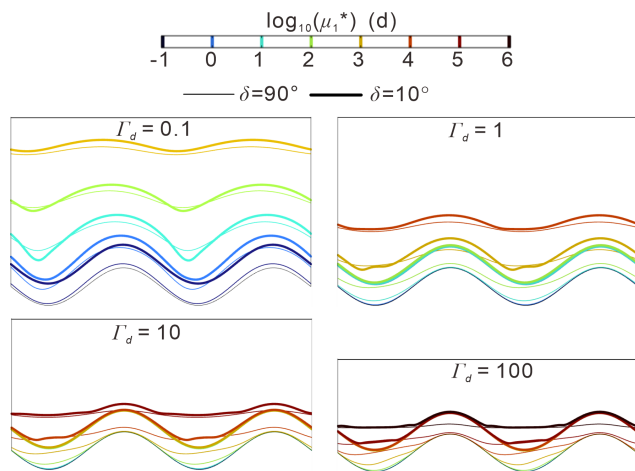 log₁₀(μ₁*) (d)
-1 0 1 2 3 4 5 6
δ=90° δ=10°
Γd = 0.1
Γd = 1
Γd = 10
Γd = 100